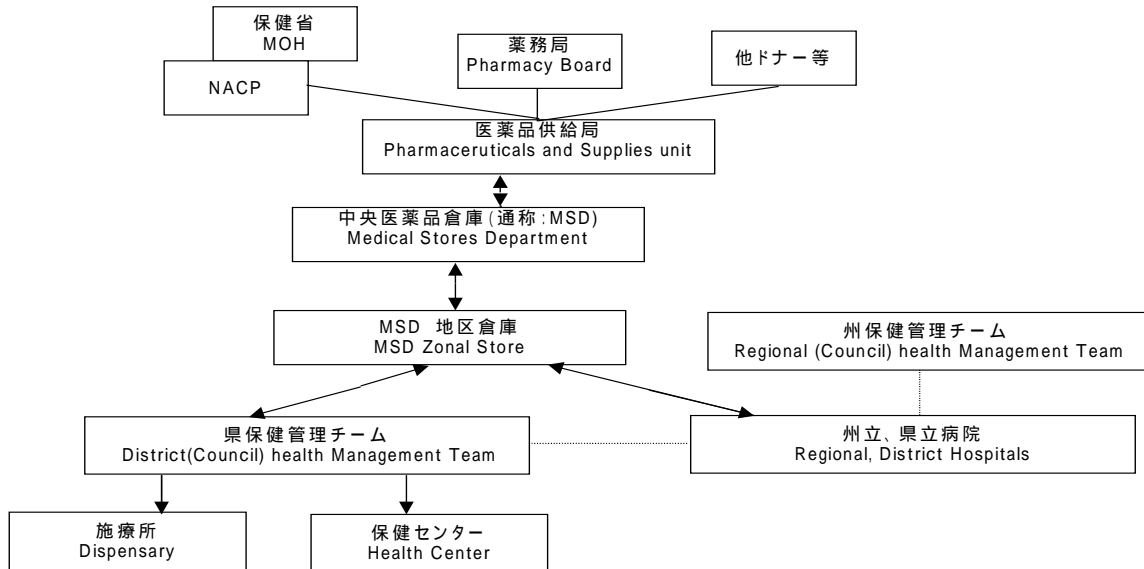 保健省
MOH
NACP
薬務局
Pharmacy Board
他ドナー等
医薬品供給局
Pharmaceruticals and Supplies unit
中央医薬品倉庫(通称:MSD)
Medical Stores Department
MSD 地区倉庫
MSD Zonal Store
州保健管理チーム
Regional (Council) health Management Team
県保健管理チーム
District(Council) health Management Team
州立、県立病院
Regional, District Hospitals
施療所
Dispensary
保健センター
Health Center